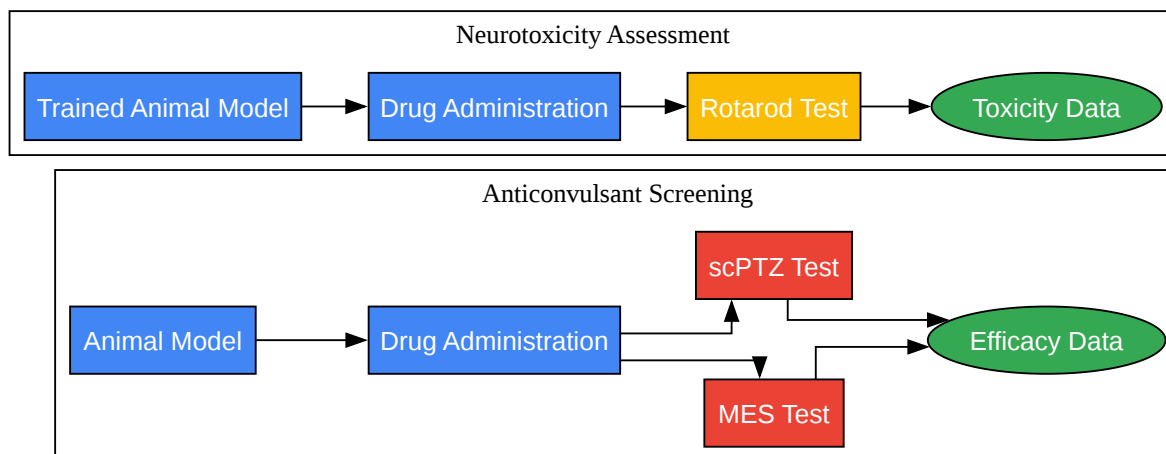 Neurotoxicity Assessment
Trained Animal Model
Drug Administration
Rotarod Test
Toxicity Data
Anticonvulsant Screening
scPTZ Test
Animal Model
Drug Administration
Efficacy Data
MES Test